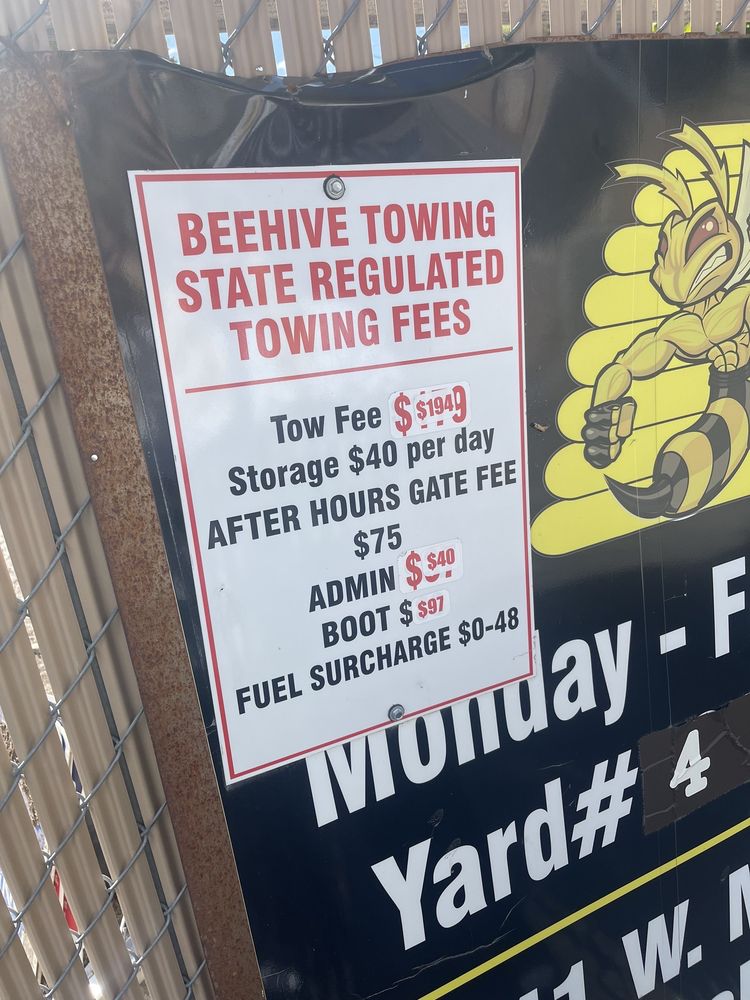 BEEHIVE TOWING
STATE REGULATED
TOWING FEES
Tow Fee $194
Storage $40 per day
AFTER HOURS GATE FEE
$75
ADMIN $40
BOOT $ $97
FUEL SURCHARGE $0-48
Monday - F
Yard# 4
1 W.